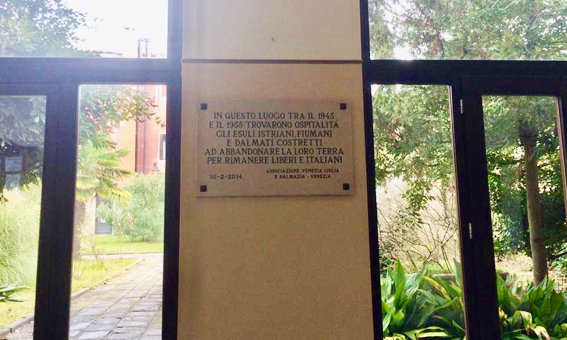 IN QUESTO LUOGO TRA IL 1945
E IL 1955 TROVARONO OSPITALITÀ
GLI ESULI ISTRIANI, FIUMANI
E DALMATI COSTRETTI
AD ABBANDONARE LA LORO TERRA
PER RIMANERE LIBERI E ITALIANI
10-2-2014 ASSOCIAZIONE VENEZIA GIULIA
E DALMAZIA - VENEZIA